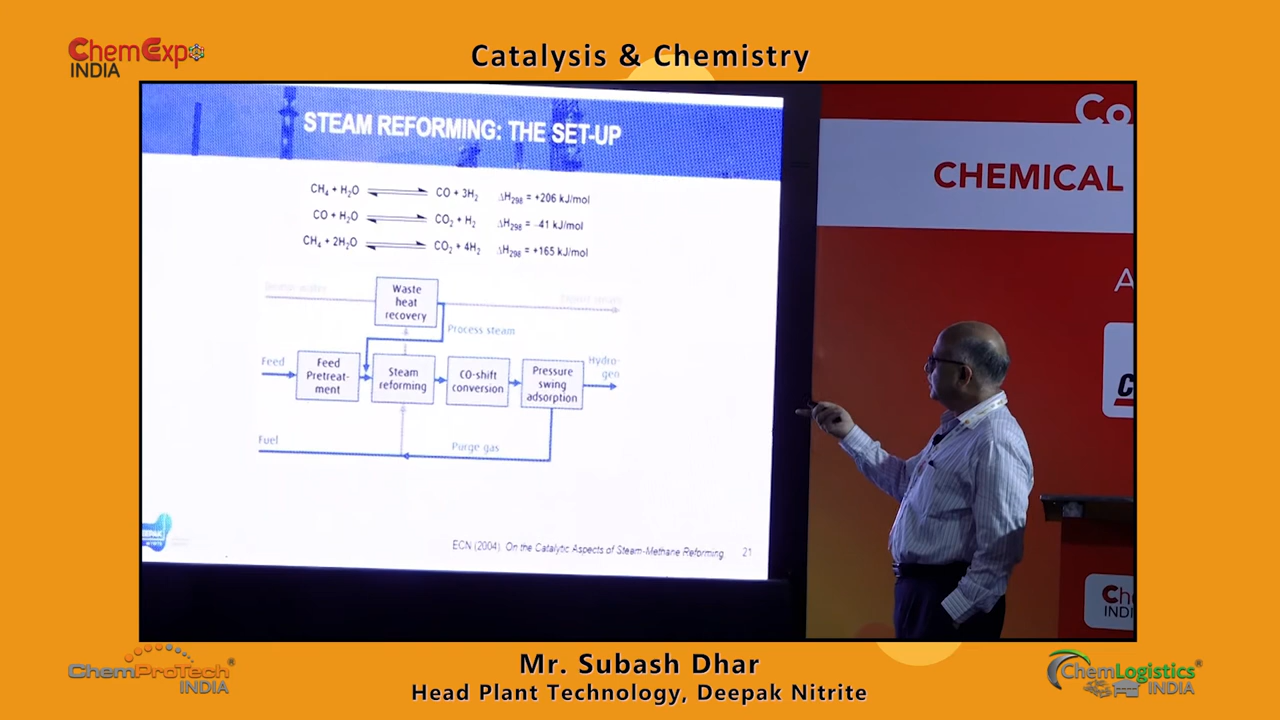 ChemExpo
INDIA
Catalysis & Chemistry
STEAM REFORMING: THE SET-UP
CH₄ + H₂O ⇌ CO + 3H₂ ΔH₂₉₈ = +206 kJ/mol
CO + H₂O ⇌ CO₂ + H₂ ΔH₂₉₈ = -41 kJ/mol
CH₄ + 2H₂O ⇌ CO₂ + 4H₂ ΔH₂₉₈ = +165 kJ/mol
Waste
heat
recovery
Process steam
Feed
Feed
Pretreat-
ment
Steam
reforming
CO-shift
conversion
Pressure
swing
adsorption
Hydro-
gen
Fuel
Purge gas
ECN (2004) On the Catalytic Aspects of Steam-Methane Reforming 21
Co
CHEMICAL
A
C
Che
INDI
ChemProTech®
INDIA
Mr. Subash Dhar
Head Plant Technology, Deepak Nitrite
ChemLogistics®
INDIA